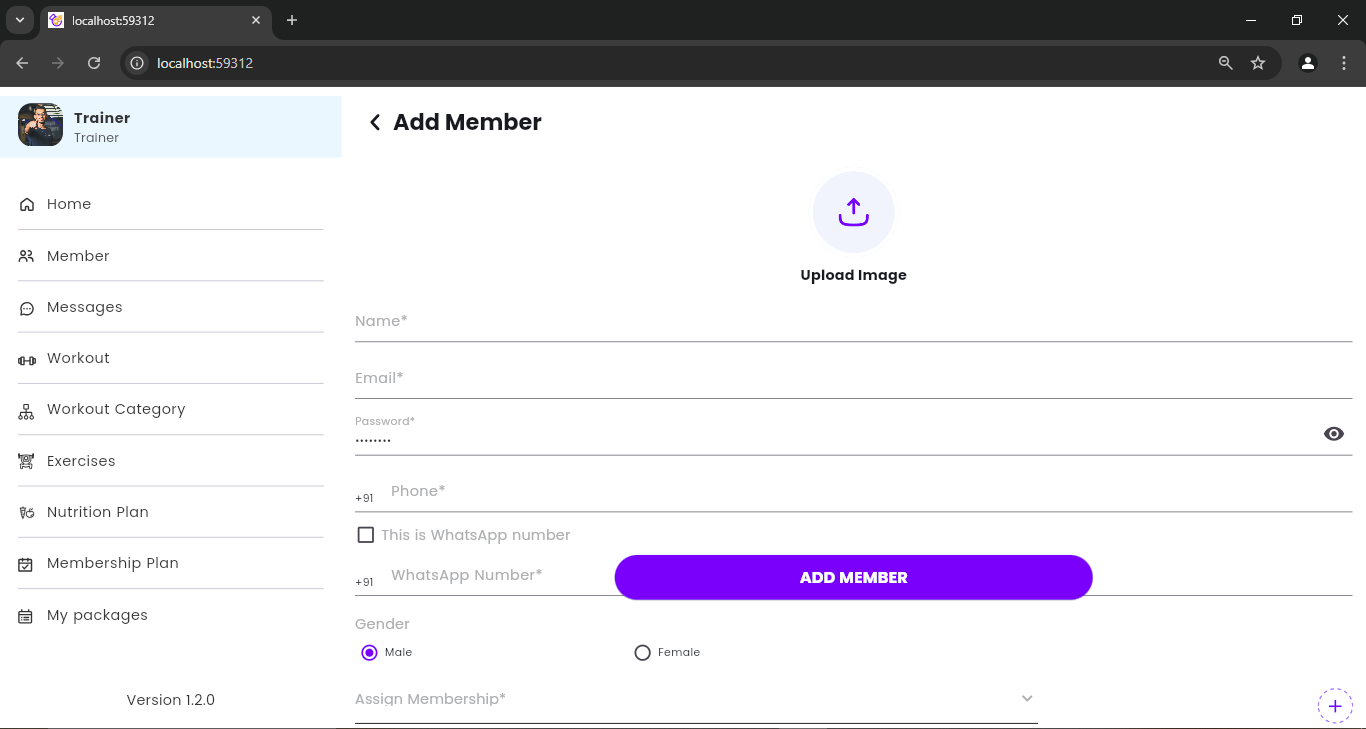 localhost:59312
localhost:59312
Trainer
Trainer
Home
Member
Messages
Workout
Workout Category
Exercises
Nutrition Plan
Membership Plan
My packages
Version 1.2.0
Add Member
Upload Image
Name*
Email*
Password*
••••••••
+91 Phone*
This is WhatsApp number
+91 WhatsApp Number*
ADD MEMBER
Gender
Male Female
Assign Membership*